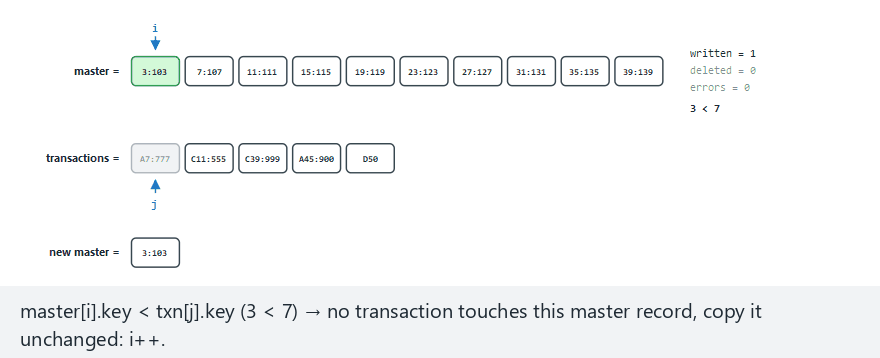 i
master = 3:103 7:107 11:111 15:115 19:119 23:123 27:127 31:131 35:135 39:139
written = 1
deleted = 0
errors = 0
3 < 7
transactions = A7:777 C11:555 C39:999 A45:900 D50
j
new master = 3:103
master[i].key < txn[j].key (3 < 7) → no transaction touches this master record, copy it
unchanged: i++.